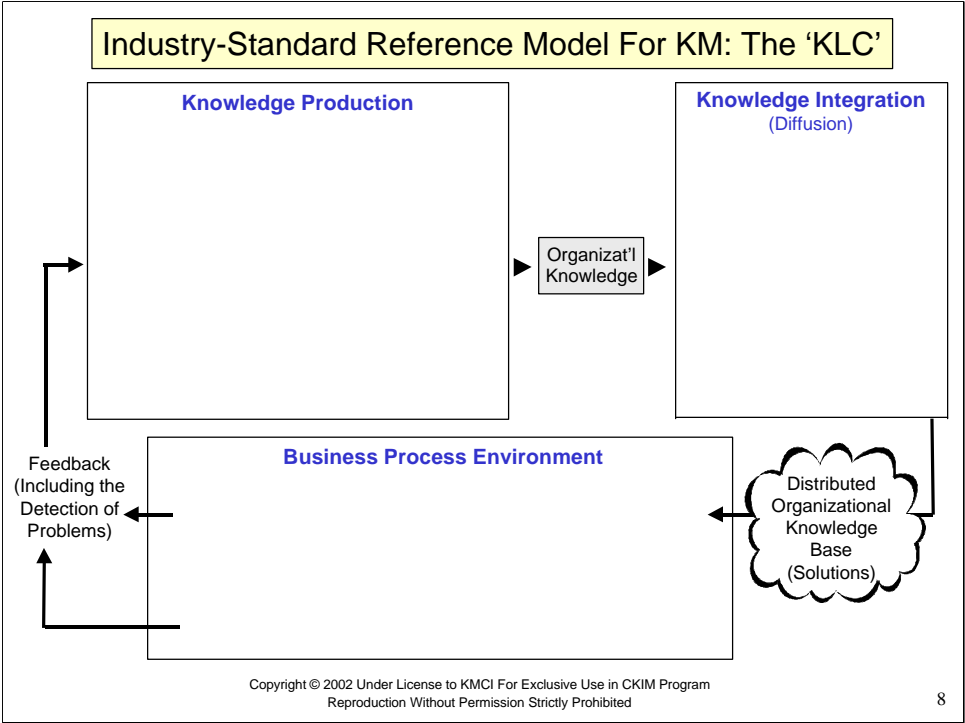 Industry-Standard Reference Model For KM: The ‘KLC’
Knowledge Production
Knowledge Integration
(Diffusion)
Organizat'l
Knowledge
Feedback
(Including the
Detection of
Problems)
Business Process Environment
Distributed
Organizational
Knowledge
Base
(Solutions)
Copyright © 2002 Under License to KMCI For Exclusive Use in CKIM Program
Reproduction Without Permission Strictly Prohibited
8